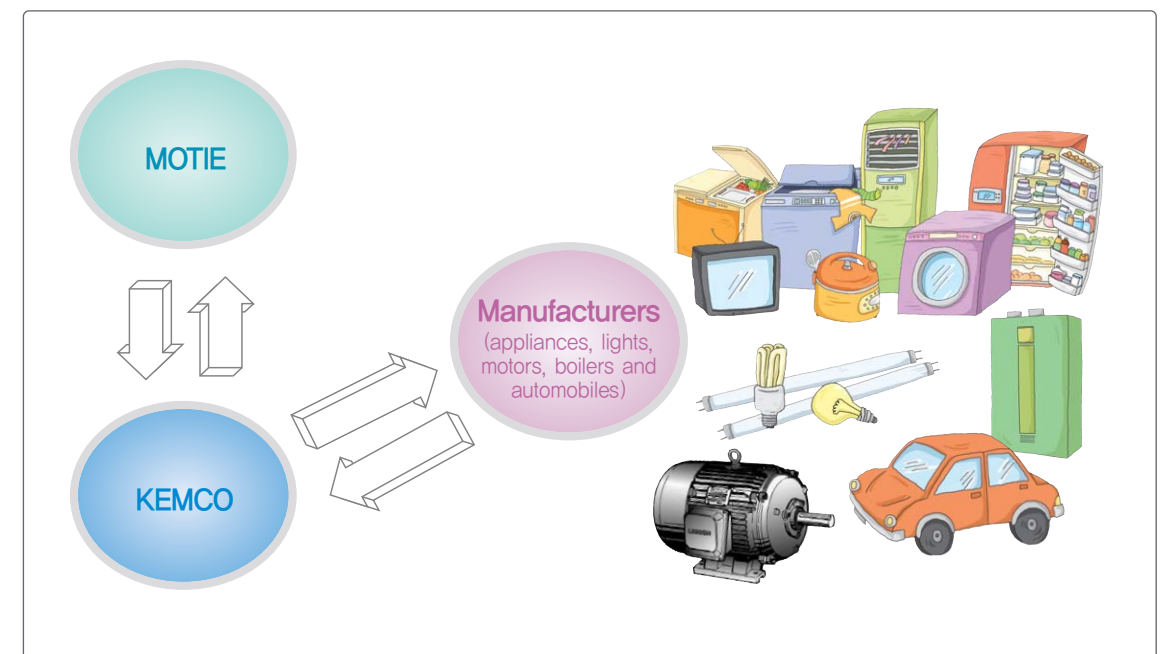 MOTIE
Manufacturers
(appliances, lights,
motors, boilers and
automobiles)
KEMCO